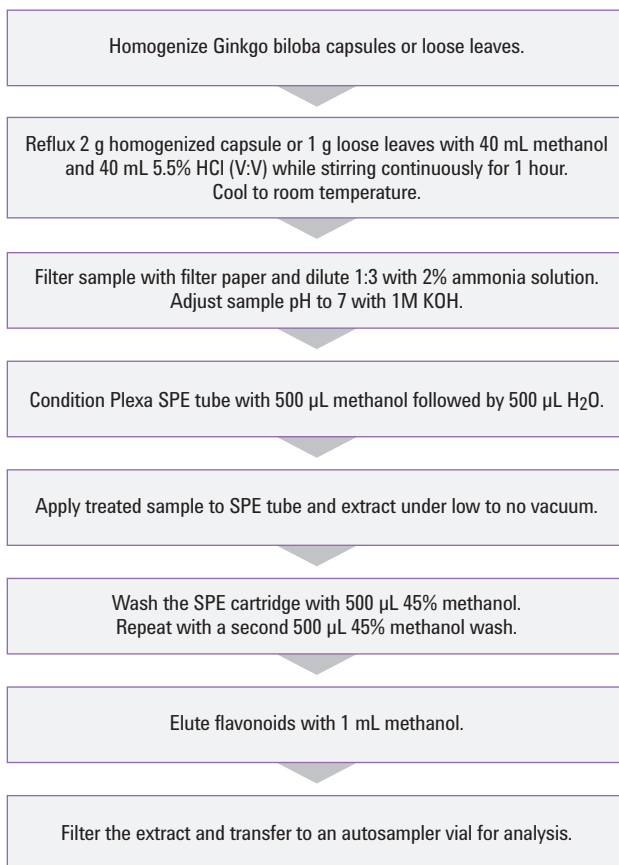 Homogenize Ginkgo biloba capsules or loose leaves.
Reflux 2 g homogenized capsule or 1 g loose leaves with 40 mL methanol
and 40 mL 5.5% HCl (V:V) while stirring continuously for 1 hour.
Cool to room temperature.
Filter sample with filter paper and dilute 1:3 with 2% ammonia solution.
Adjust sample pH to 7 with 1M KOH.
Condition Plexa SPE tube with 500 µL methanol followed by 500 µL H2O.
Apply treated sample to SPE tube and extract under low to no vacuum.
Wash the SPE cartridge with 500 µL 45% methanol.
Repeat with a second 500 µL 45% methanol wash.
Elute flavonoids with 1 mL methanol.
Filter the extract and transfer to an autosampler vial for analysis.